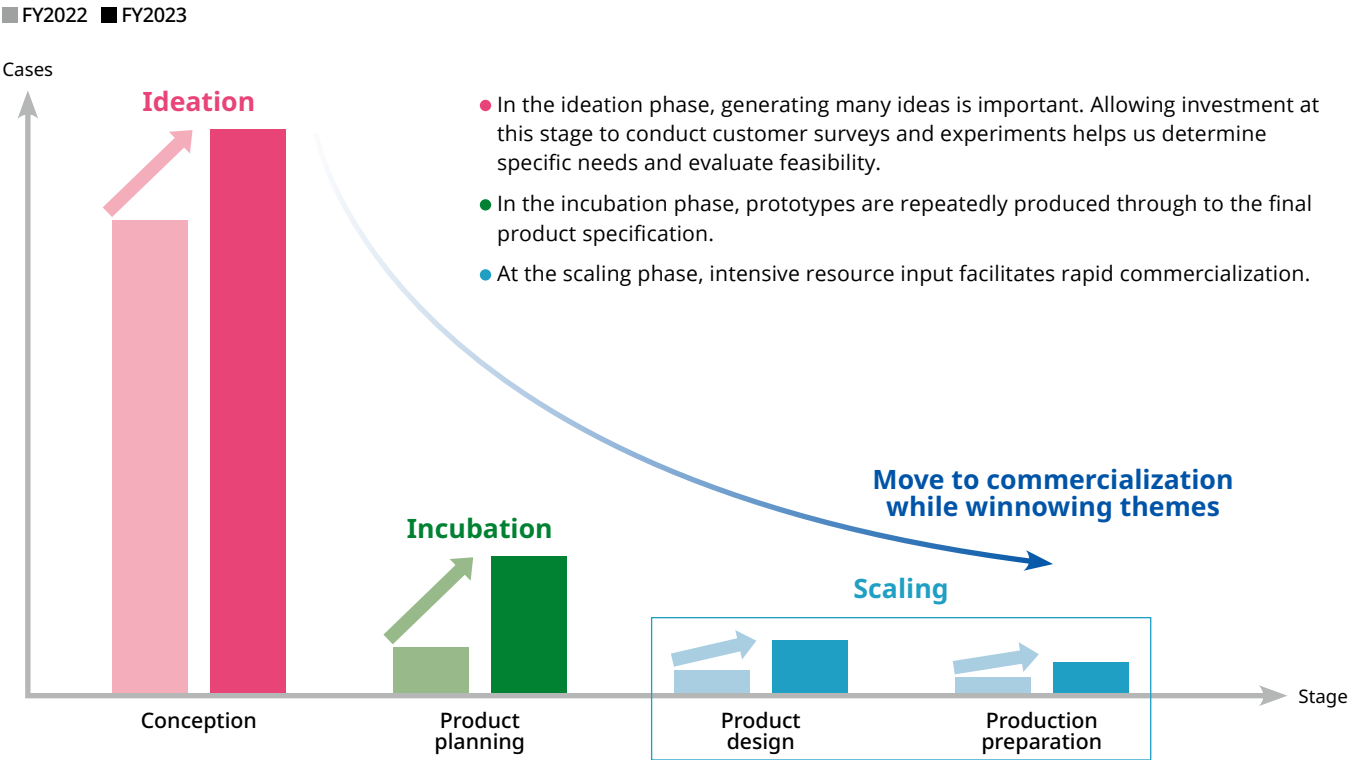 FY2022 FY2023
Cases
Ideation
In the ideation phase, generating many ideas is important. Allowing investment at
this stage to conduct customer surveys and experiments helps us determine
specific needs and evaluate feasibility.
In the incubation phase, prototypes are repeatedly produced through to the final
product specification.
At the scaling phase, intensive resource input facilitates rapid commercialization.
Move to commercialization
while winnowing themes
Incubation
Scaling
Stage
Conception
Product
planning
Product
design
Production
preparation